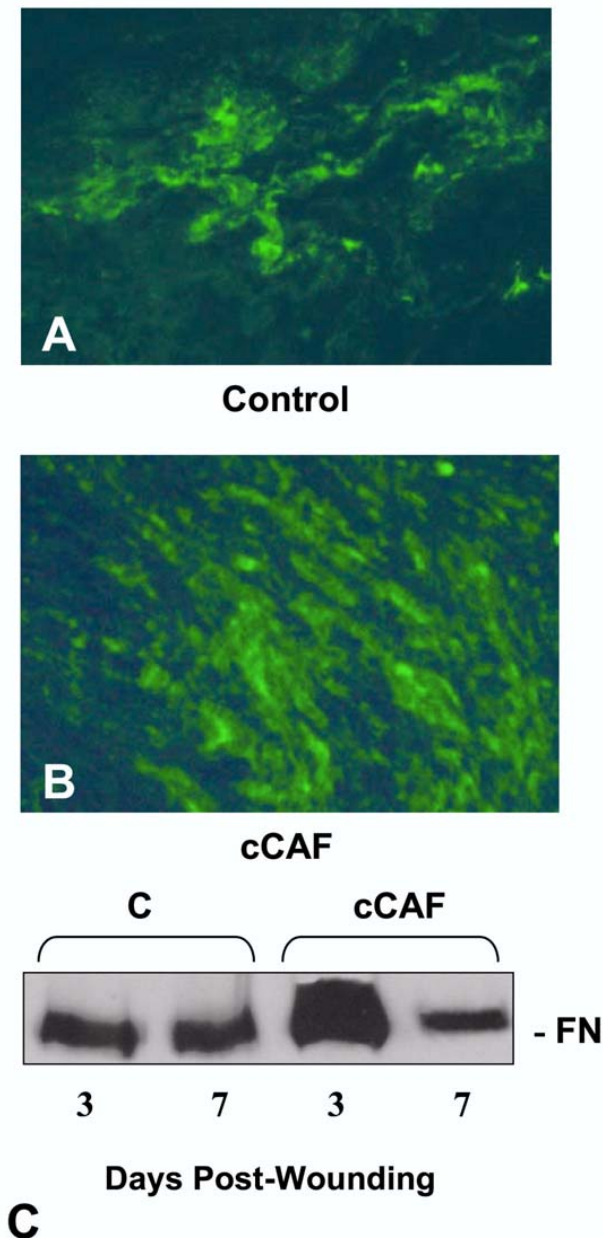 A
Control
B
cCAF
C cCAF
- FN
3 7 3 7
Days Post-Wounding
C